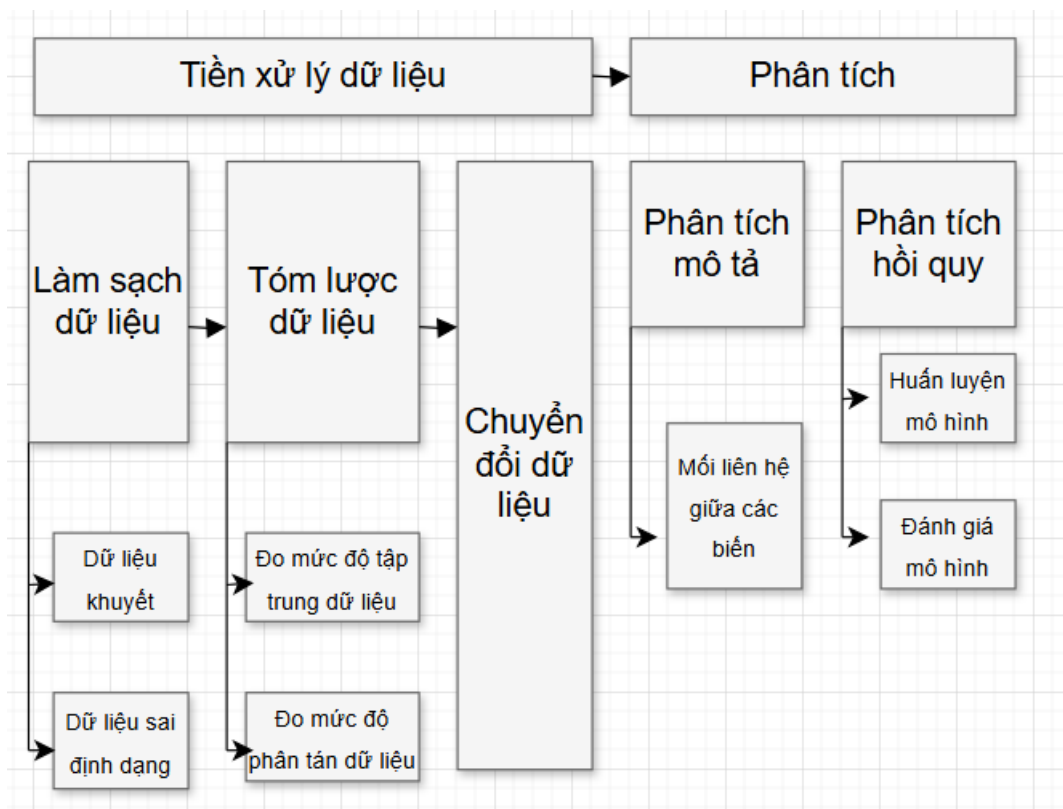 Tiền xử lý dữ liệu
Phân tích
Làm sạch
dữ liệu
Tóm lược
dữ liệu
Chuyển
đổi dữ
liệu
Phân tích
mô tả
Phân tích
hồi quy
Dữ liệu
khuyết
Dữ liệu sai
định dạng
Đo mức độ tập
trung dữ liệu
Đo mức độ
phân tán dữ liệu
Mối liên hệ
giữa các
biến
Huấn luyện
mô hình
Đánh giá
mô hình